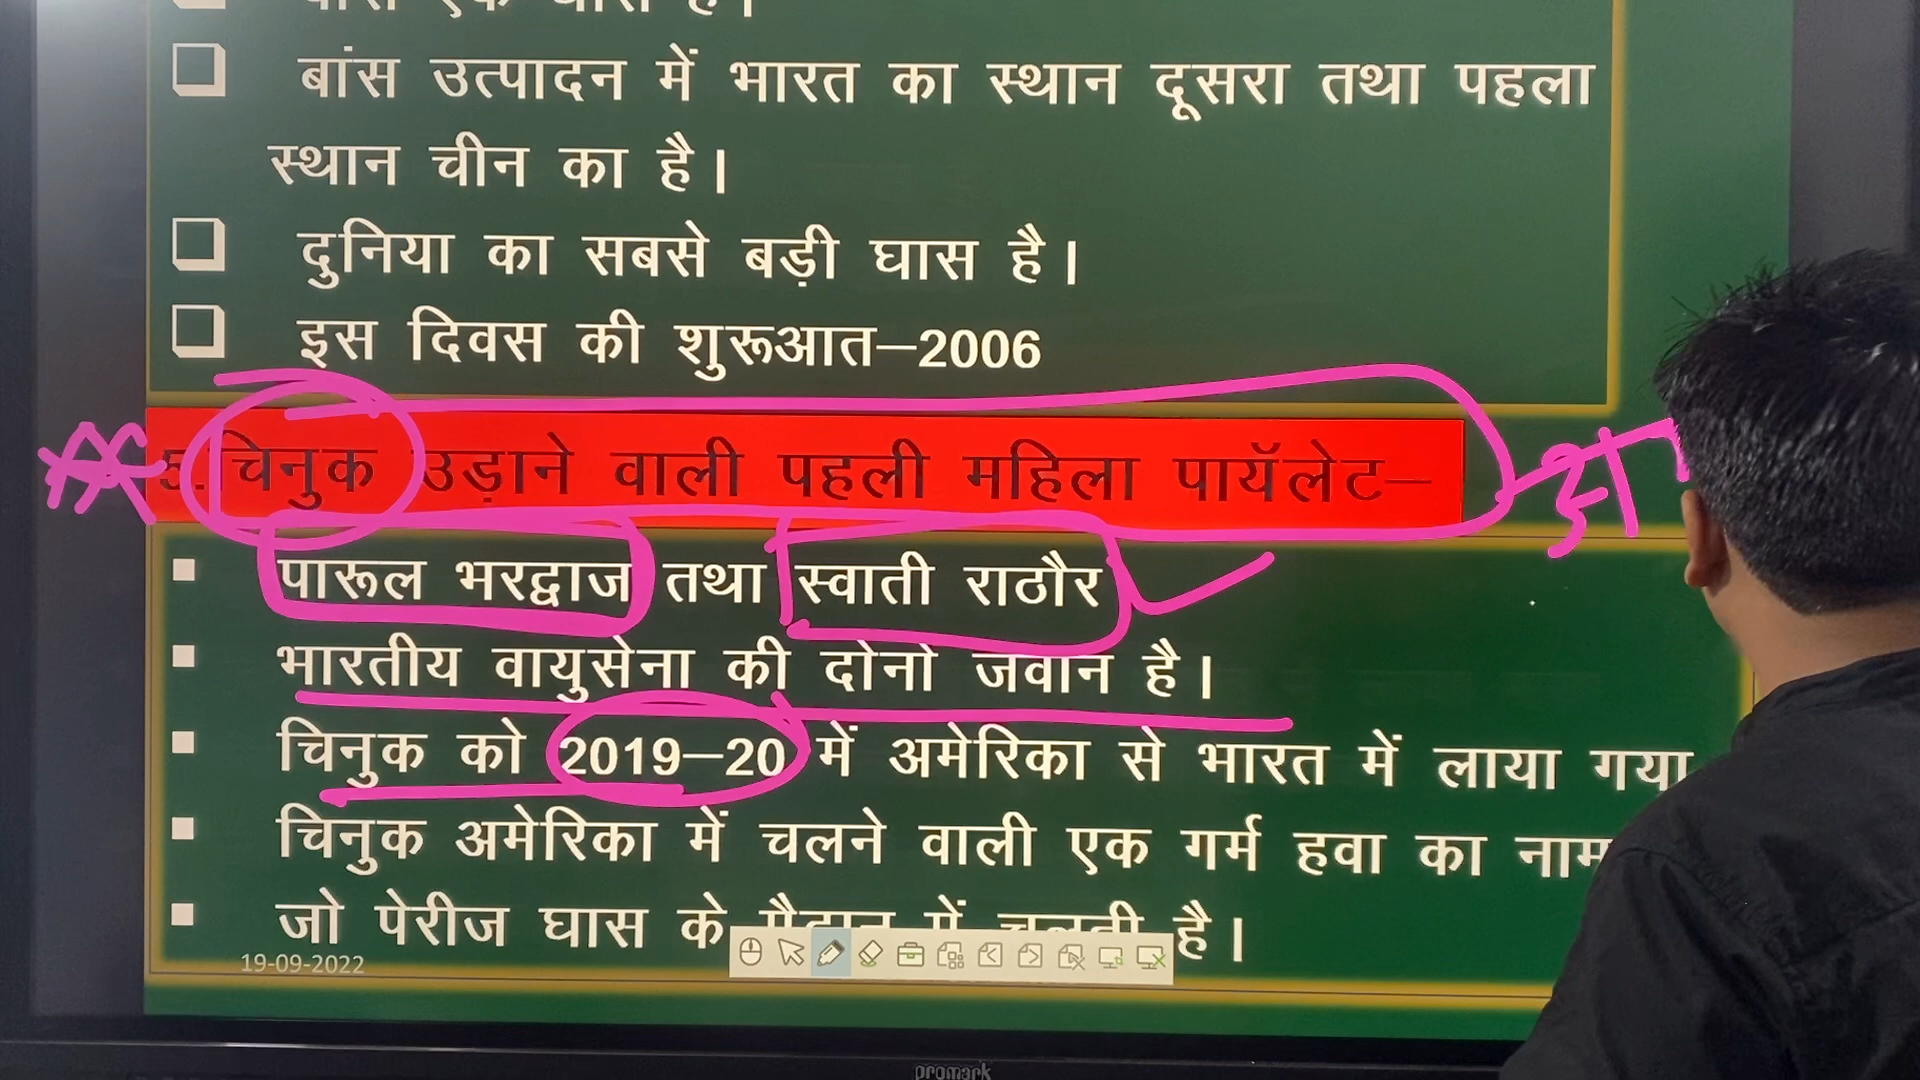 बांस उत्पादन में भारत का स्थान दूसरा तथा पहला
स्थान चीन का है।
दुनिया का सबसे बड़ी घास है।
इस दिवस की शुरूआत–2006
5. चिनुक उड़ाने वाली पहली महिला पायॅलेट–
पारूल भरद्वाज तथा स्वाती राठौर
भारतीय वायुसेना की दोनो जवान है।
चिनुक को 2019–20 में अमेरिका से भारत में लाया गया
चिनुक अमेरिका में चलने वाली एक गर्म हवा का नाम
जो पेरीज घास के में है।
19-09-2022
promark